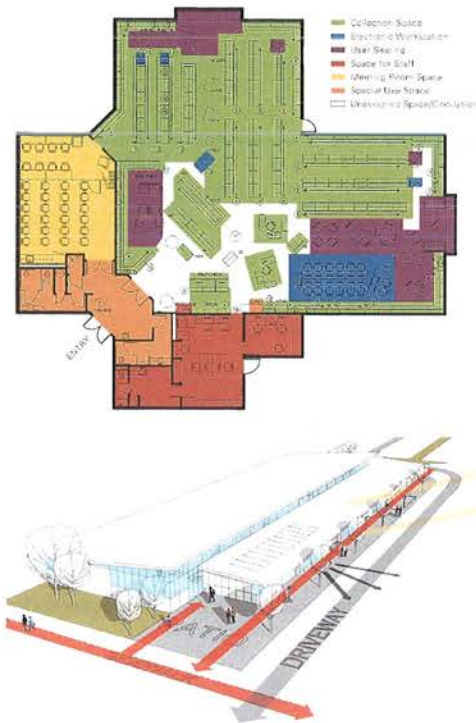 Collection Space
Electronic Workstation
User Seating
Space for Staff
Meeting Room Space
Special Use Space
Unassigned Space/Circulation
ENTRY
DRIVEWAY